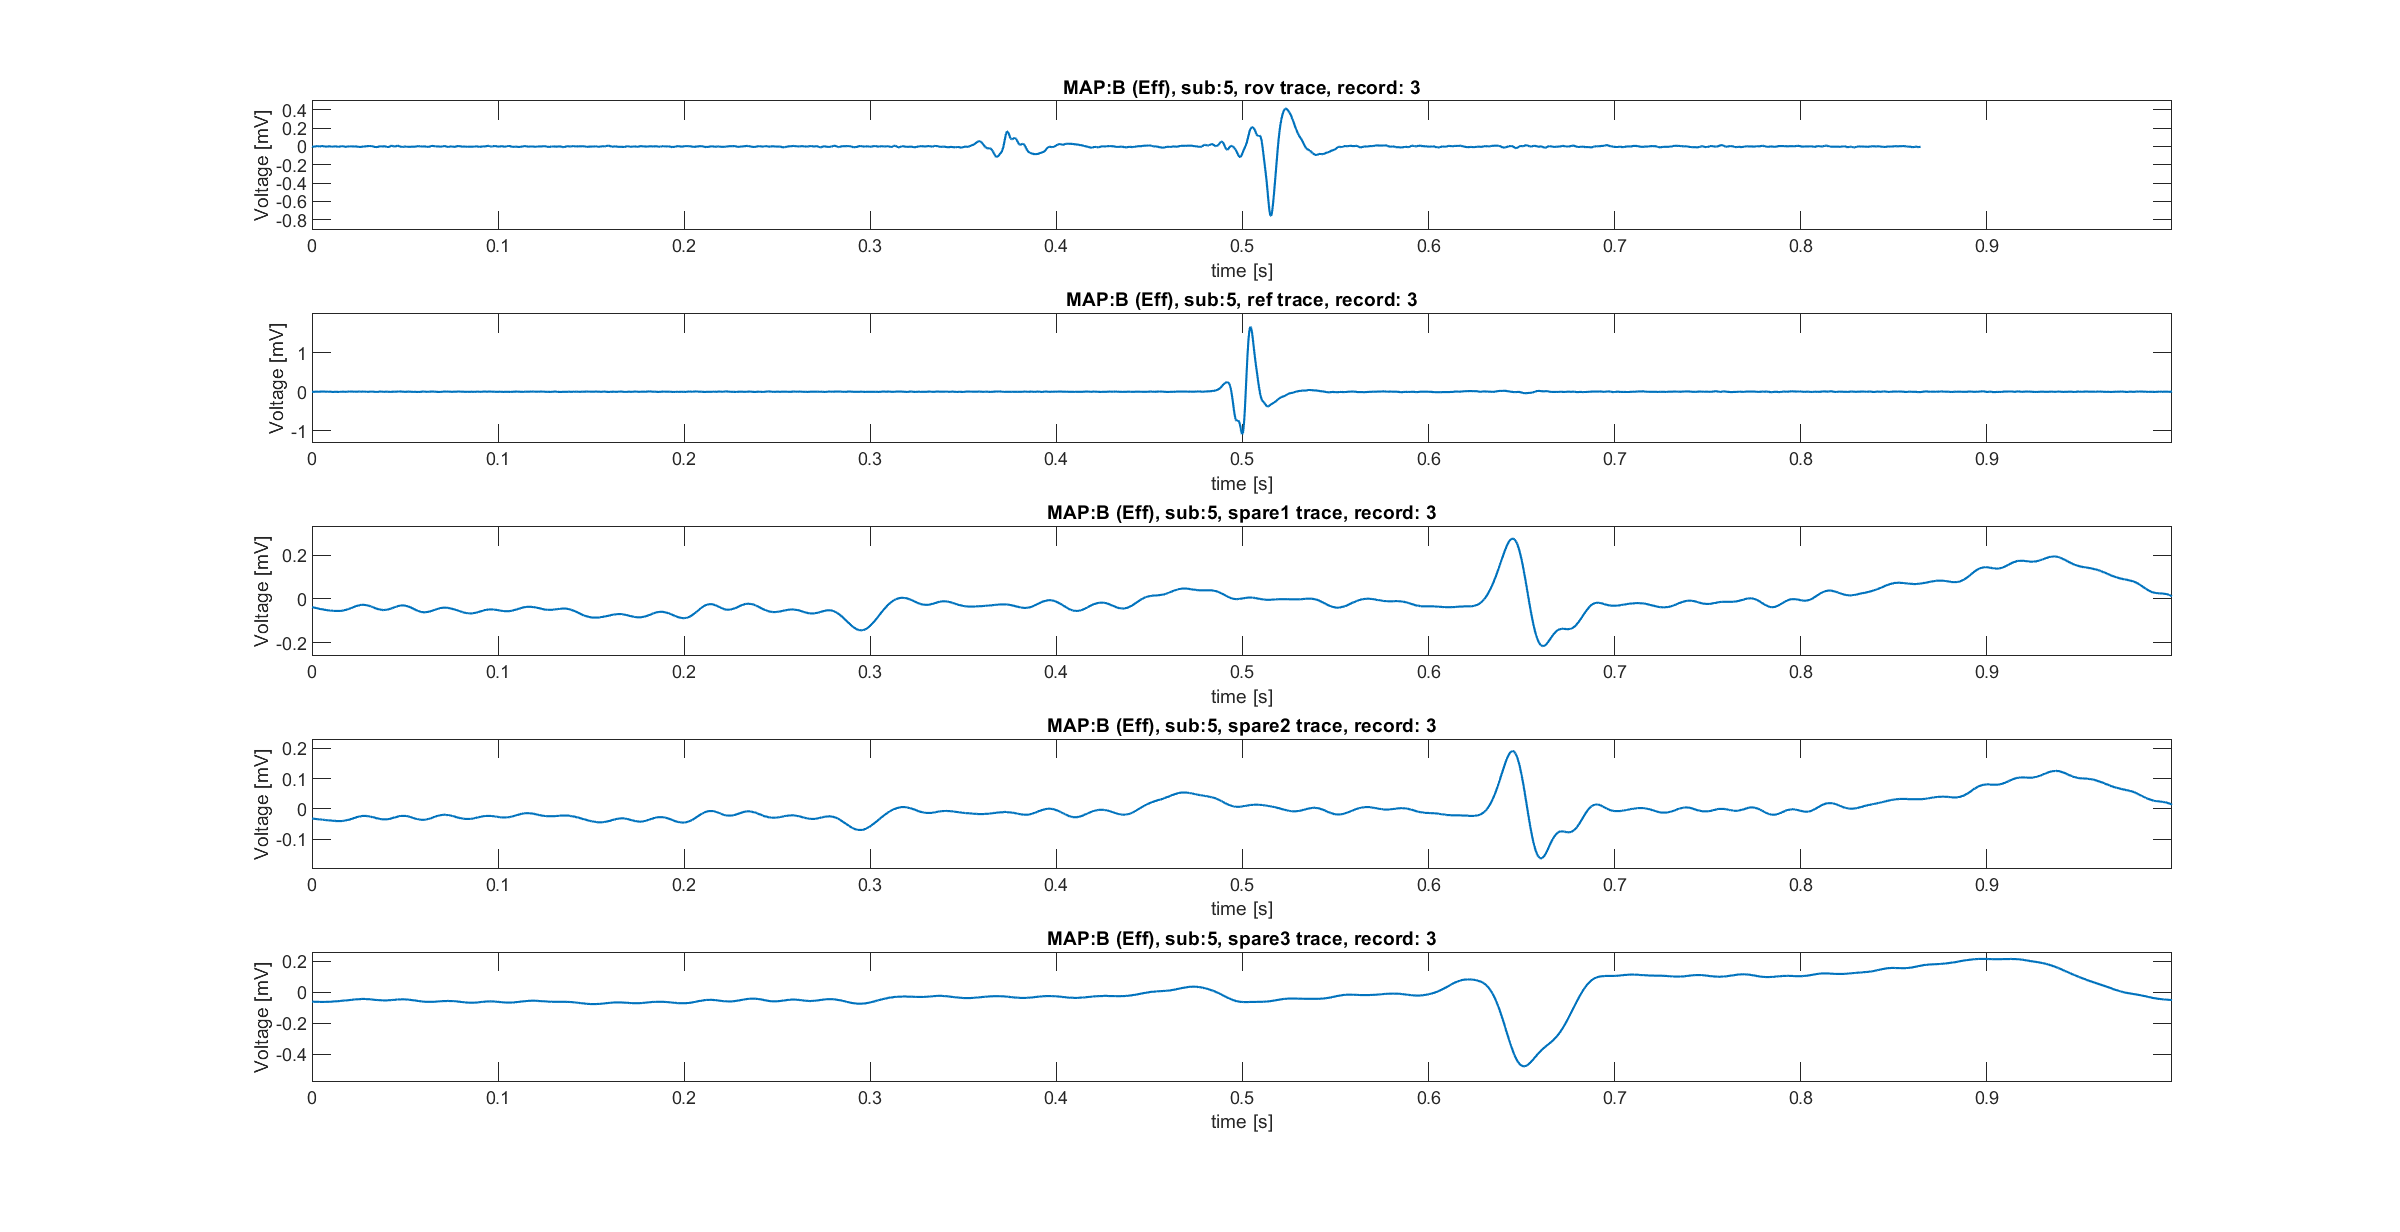 MAP:B (Eff), sub:5, rov trace, record: 3
Voltage [mV]
0.4
0.2
0
-0.2
-0.4
-0.6
-0.8
0 0.1 0.2 0.3 0.4 0.5 0.6 0.7 0.8 0.9
time [s]
MAP:B (Eff), sub:5, ref trace, record: 3
Voltage [mV]
1
0
-1
0 0.1 0.2 0.3 0.4 0.5 0.6 0.7 0.8 0.9
time [s]
MAP:B (Eff), sub:5, spare1 trace, record: 3
Voltage [mV]
0.2
0
-0.2
0 0.1 0.2 0.3 0.4 0.5 0.6 0.7 0.8 0.9
time [s]
MAP:B (Eff), sub:5, spare2 trace, record: 3
Voltage [mV]
0.2
0.1
0
-0.1
0 0.1 0.2 0.3 0.4 0.5 0.6 0.7 0.8 0.9
time [s]
MAP:B (Eff), sub:5, spare3 trace, record: 3
Voltage [mV]
0.2
0
-0.2
-0.4
0 0.1 0.2 0.3 0.4 0.5 0.6 0.7 0.8 0.9
time [s]